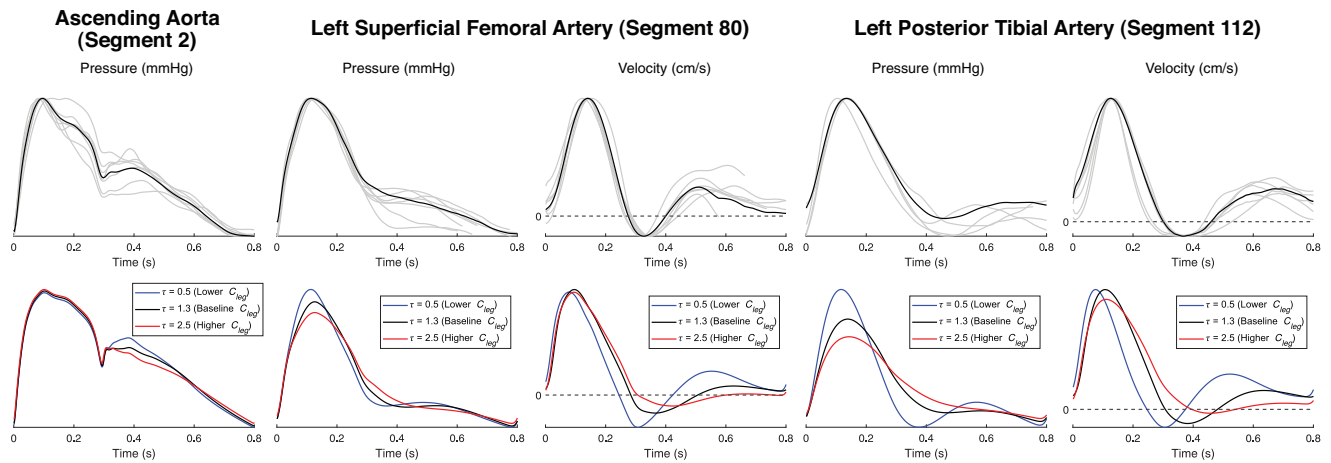 Ascending Aorta
(Segment 2)
Left Superficial Femoral Artery (Segment 80)
Left Posterior Tibial Artery (Segment 112)
Pressure (mmHg)
Pressure (mmHg)
Velocity (cm/s)
Pressure (mmHg)
Velocity (cm/s)
0
0
0 0.2 0.4 0.6 0.8
0 0.2 0.4 0.6 0.8
0 0.2 0.4 0.6 0.8
0 0.2 0.4 0.6 0.8
0 0.2 0.4 0.6 0.8
Time (s)
Time (s)
Time (s)
Time (s)
Time (s)
τ = 0.5 (Lower C_leg)
τ = 1.3 (Baseline C_leg)
τ = 2.5 (Higher C_leg)
τ = 0.5 (Lower C_leg)
τ = 1.3 (Baseline C_leg)
τ = 2.5 (Higher C_leg)
τ = 0.5 (Lower C_leg)
τ = 1.3 (Baseline C_leg)
τ = 2.5 (Higher C_leg)
τ = 0.5 (Lower C_leg)
τ = 1.3 (Baseline C_leg)
τ = 2.5 (Higher C_leg)
τ = 0.5 (Lower C_leg)
τ = 1.3 (Baseline C_leg)
τ = 2.5 (Higher C_leg)
0
0
0 0.2 0.4 0.6 0.8
0 0.2 0.4 0.6 0.8
0 0.2 0.4 0.6 0.8
0 0.2 0.4 0.6 0.8
0 0.2 0.4 0.6 0.8
Time (s)
Time (s)
Time (s)
Time (s)
Time (s)